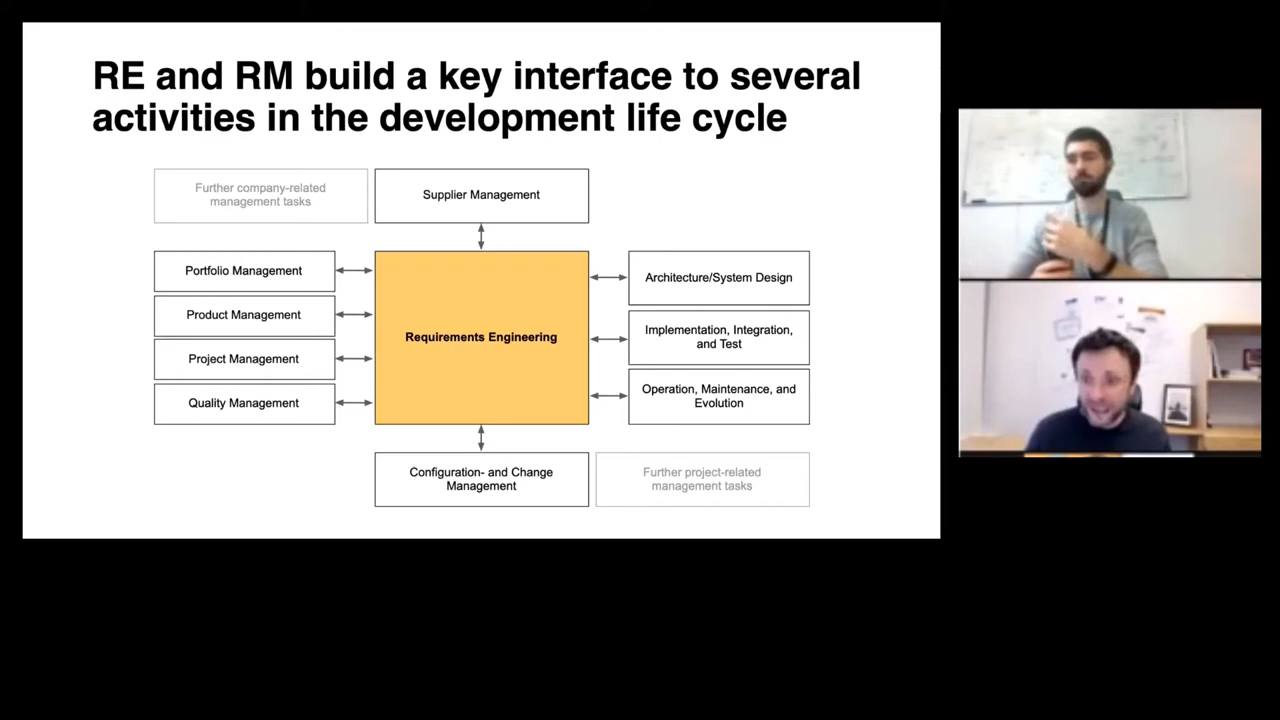 RE and RM build a key interface to several
activities in the development life cycle
Further company-related
management tasks
Supplier Management
Portfolio Management
Product Management
Project Management
Quality Management
Requirements Engineering
Architecture/System Design
Implementation, Integration,
and Test
Operation, Maintenance, and
Evolution
Configuration- and Change
Management
Further project-related
management tasks